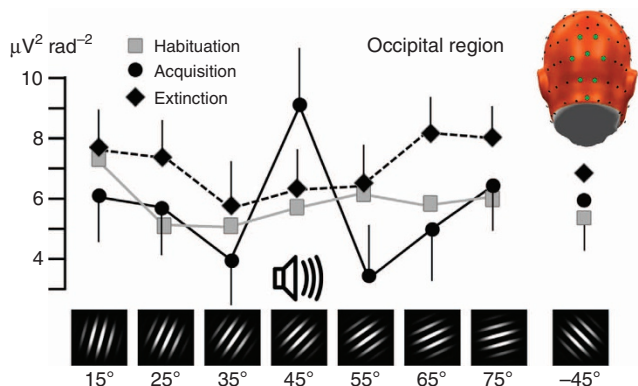 μV² rad⁻²
Habituation
Acquisition
Extinction
Occipital region
10
8
6
4
15° 25° 35° 45° 55° 65° 75° –45°